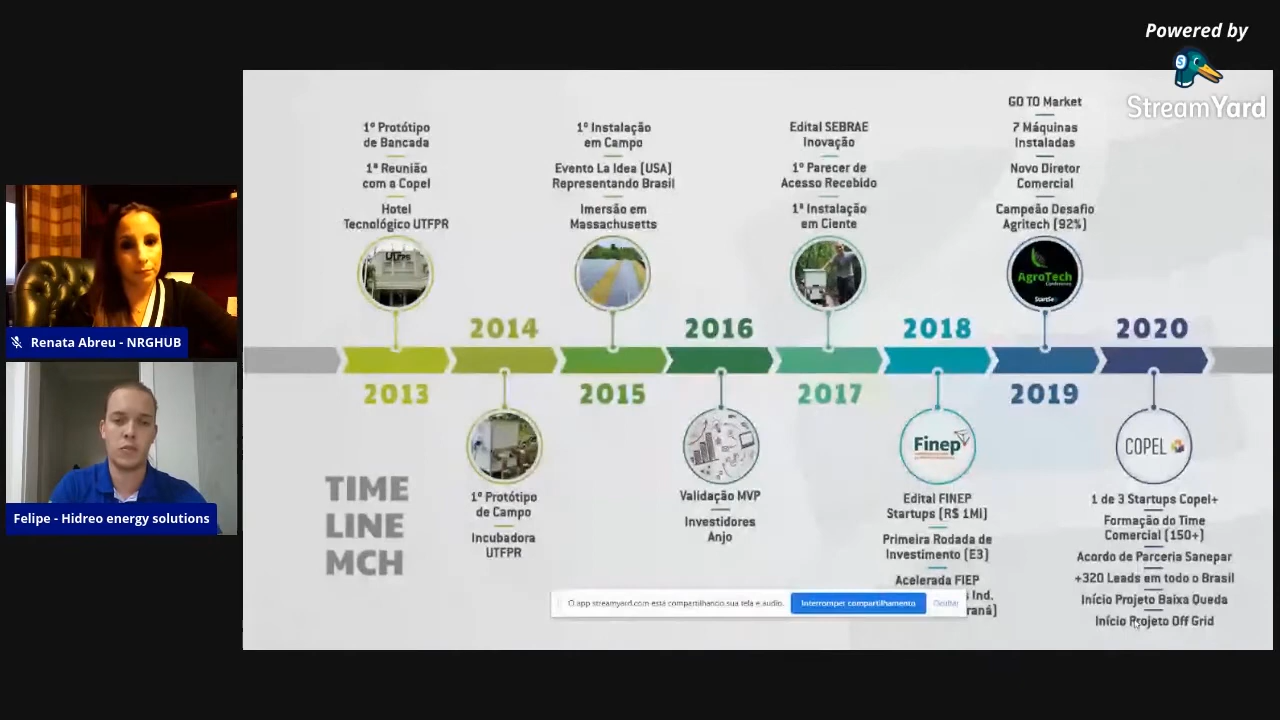 Powered by
StreamYard
Renata Abreu - NRGHUB
Felipe - Hidreo energy solutions
1º Protótipo
de Bancada
1ª Reunião
com a Copel
Hotel
Tecnológico UTFPR
1ª Instalação
em Campo
Evento La Idea (USA)
Representando Brasil
Imersão em
Massachusetts
Edital SEBRAE
Inovação
1º Parecer de
Acesso Recebido
1ª Instalação
em Ciente
GO TO Market
7 Máquinas
Instaladas
Novo Diretor
Comercial
Campeão Desafio
Agritech (92%)
AgroTech
Conference
StartSe
2013
2014
2015
2016
2017
2018
2019
2020
TIME
LINE
MCH
1º Protótipo
de Campo
Incubadora
UTFPR
Validação MVP
Investidores
Anjo
Finep
Edital FINEP
Startups (R$ 1Mi)
Primeira Rodada de
Investimento (E3)
Acelerada FIEP
s Ind.
raná)
COPEL
1 de 3 Startups Copel+
Formação do Time
Comercial (150+)
Acordo de Parceria Sanepar
+320 Leads em todo o Brasil
Início Projeto Baixa Queda
Início Projeto Off Grid
O app streamyard.com está compartilhando sua tela e áudio.
Interromper compartilhamento
Ocultar